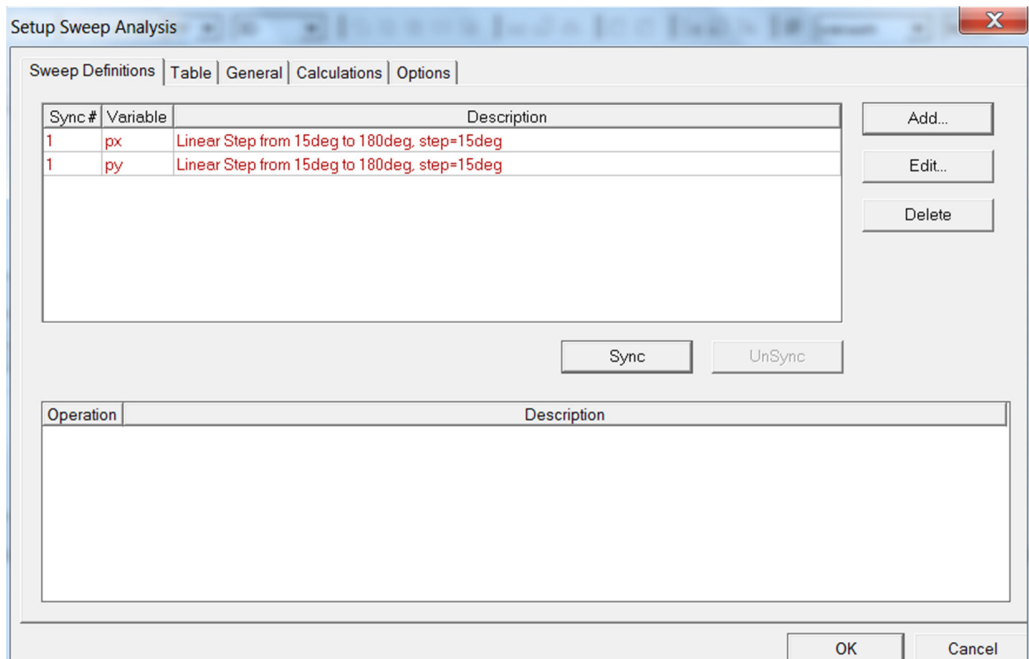 Setup Sweep Analysis
X
Sweep Definitions Table General Calculations Options
Sync # Variable Description
1 px Linear Step from 15deg to 180deg, step=15deg
1 py Linear Step from 15deg to 180deg, step=15deg
Add...
Edit...
Delete
Sync UnSync
Operation Description
OK Cancel